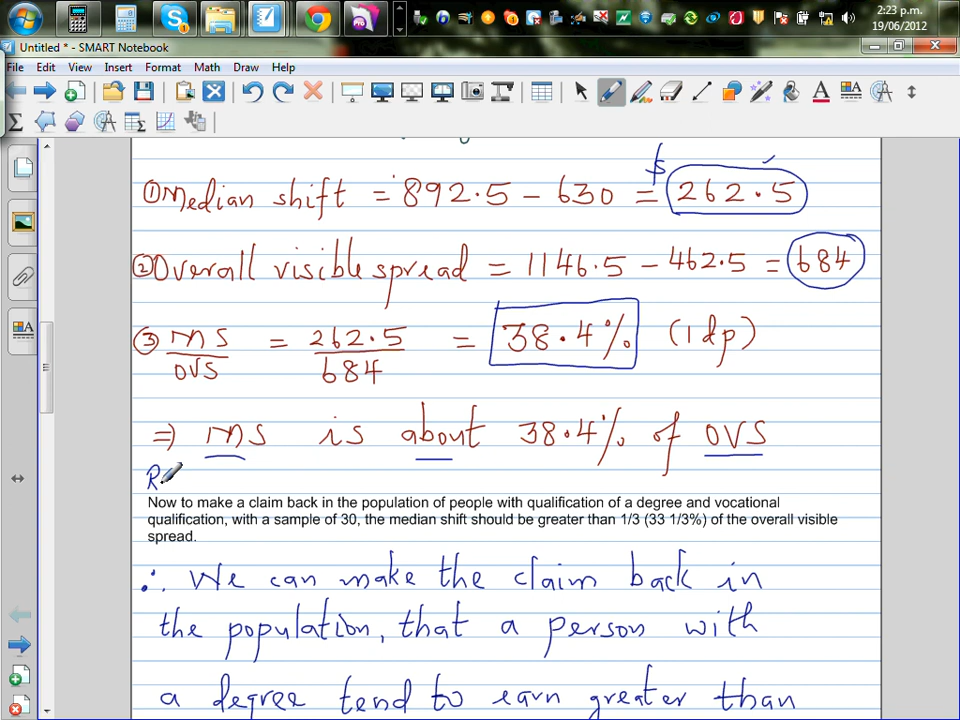 2:23 p.m.
19/06/2012
Untitled * - SMART Notebook
File Edit View Insert Format Math Draw Help
① Median shift = 892.5 - 630 = $ 262.5
② Overall visible spread = 1146.5 - 462.5 = 684
③ MS/OVS = 262.5/684 = 38.4% (1dp)
⇒ MS is about 38.4% of OVS
R
Now to make a claim back in the population of people with qualification of a degree and vocational
qualification, with a sample of 30, the median shift should be greater than 1/3 (33 1/3%) of the overall visible
spread.
∴ We can make the claim back in
the population, that a person with
a degree tend to earn greater than